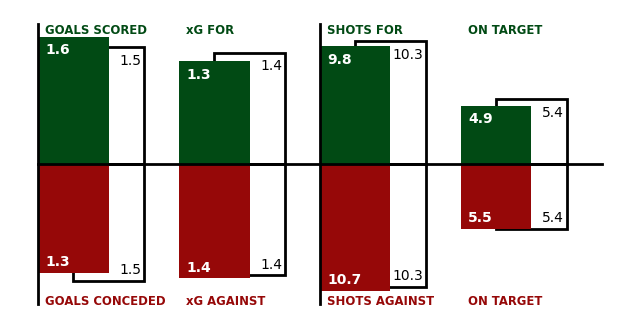 GOALS SCORED xG FOR SHOTS FOR ON TARGET
1.6 1.5 1.3 1.4 9.8 10.3 4.9 5.4
1.3 1.5 1.4 1.4 10.7 10.3 5.5 5.4
GOALS CONCEDED xG AGAINST SHOTS AGAINST ON TARGET